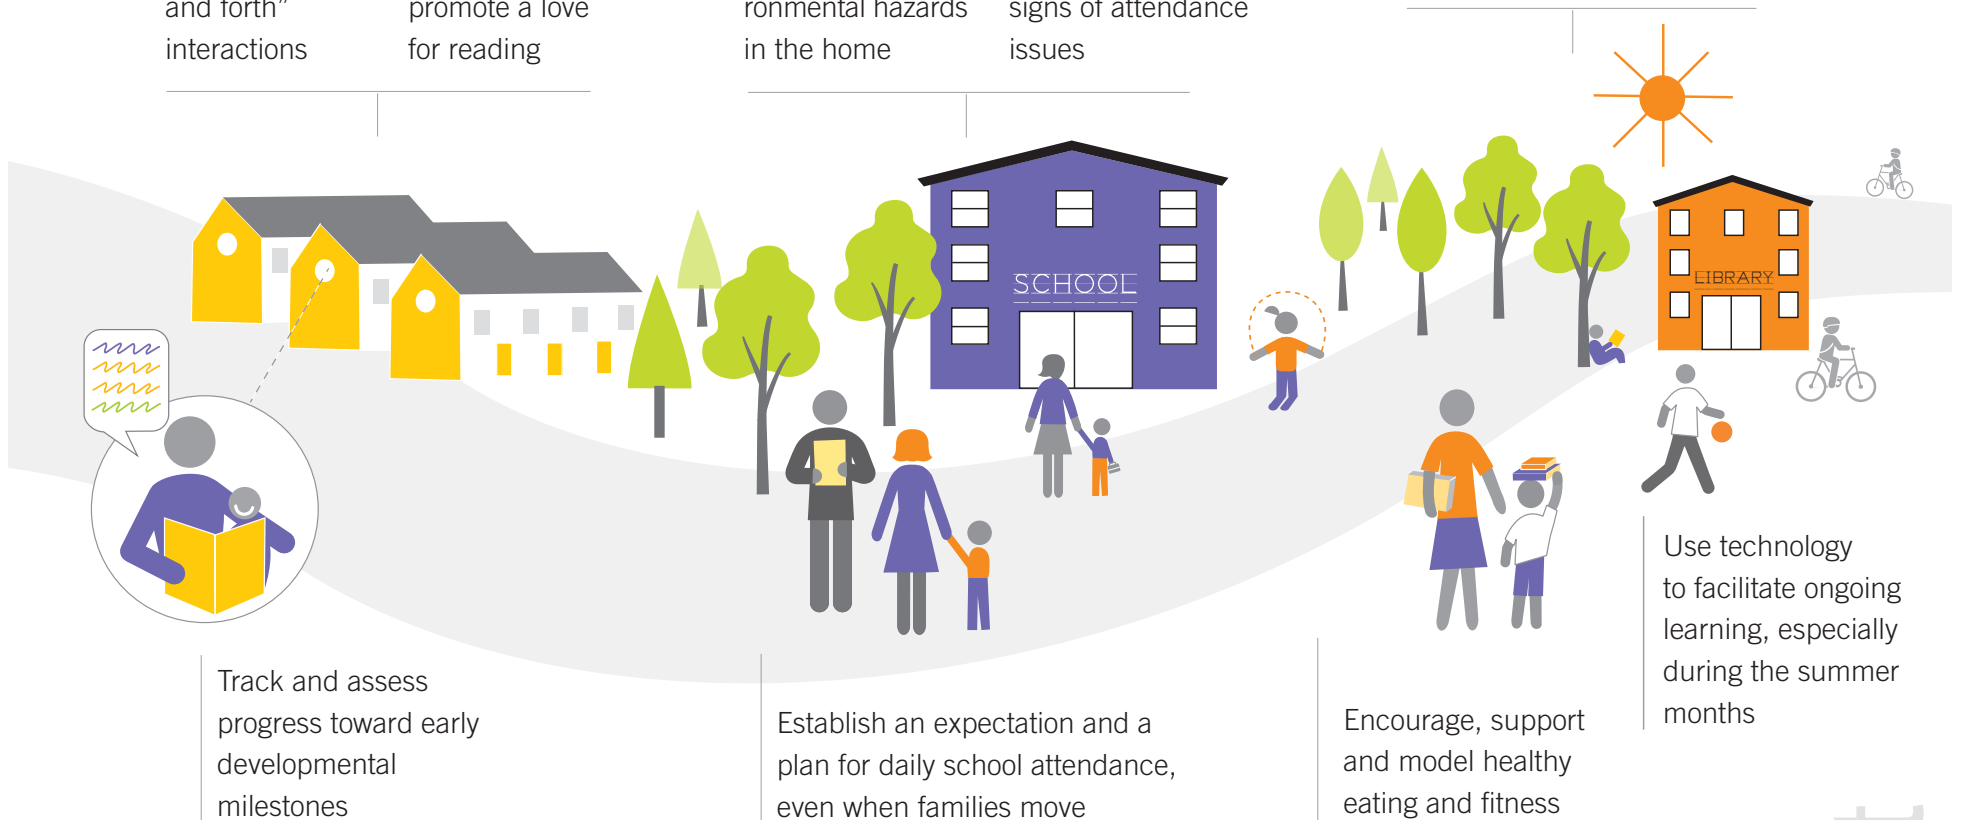 and forth”
interactions
promote a love
for reading
ronmental hazards
in the home
signs of attendance
issues
SCHOOL
LIBRARY
Use technology
to facilitate ongoing
learning, especially
during the summer
months
Track and assess
progress toward early
developmental
milestones
Establish an expectation and a
plan for daily school attendance,
even when families move
Encourage, support
and model healthy
eating and fitness